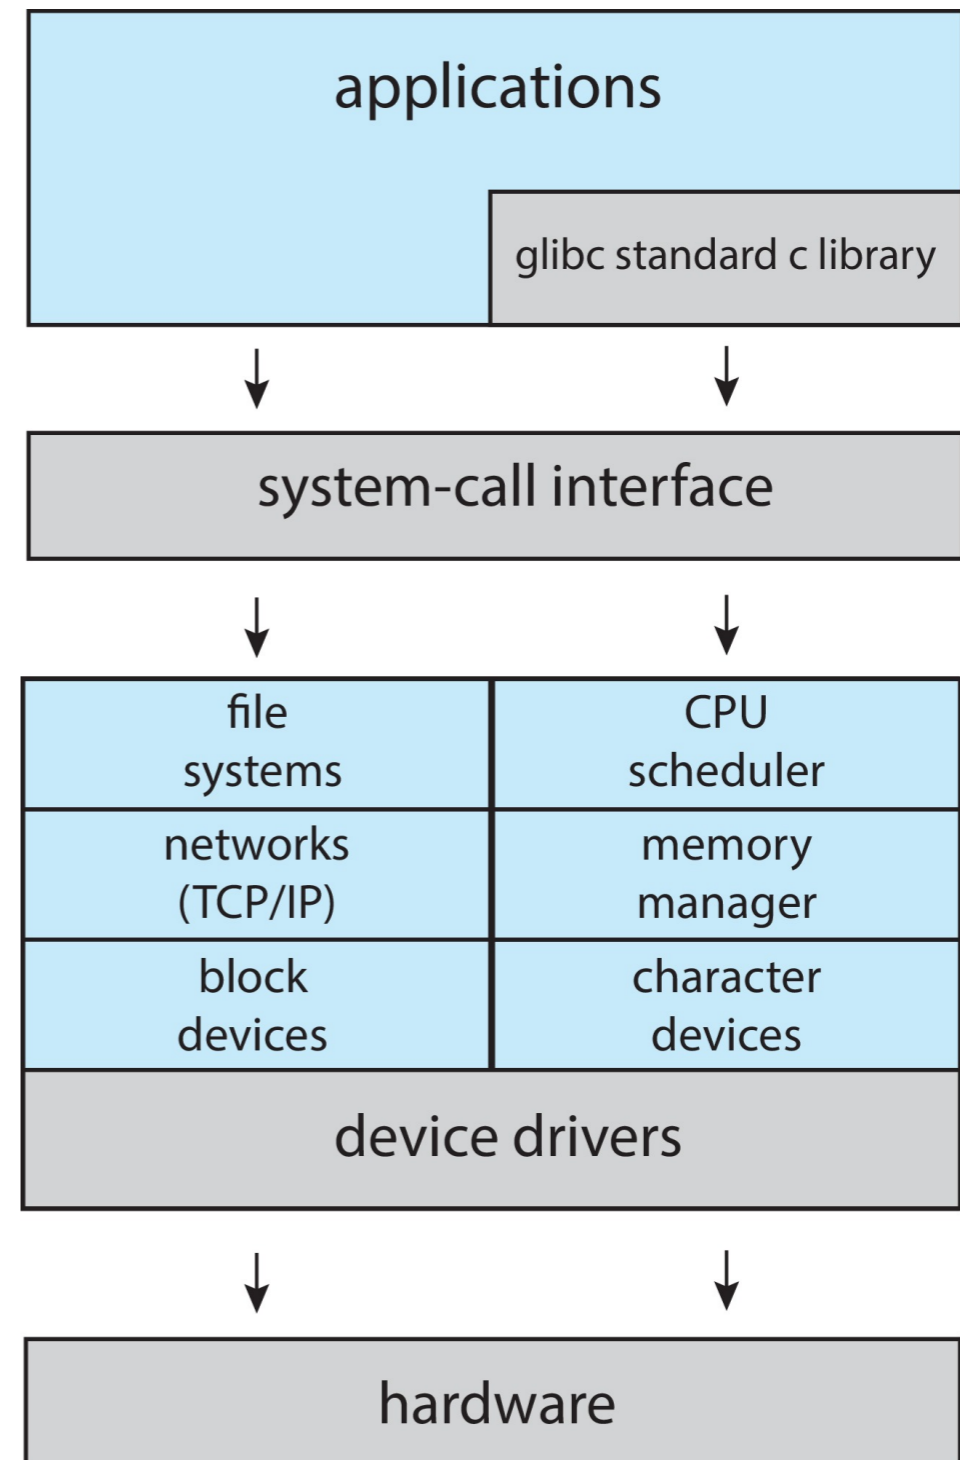 applications
glibc standard c library
system-call interface
file
systems
CPU
scheduler
networks
(TCP/IP)
memory
manager
block
devices
character
devices
device drivers
hardware